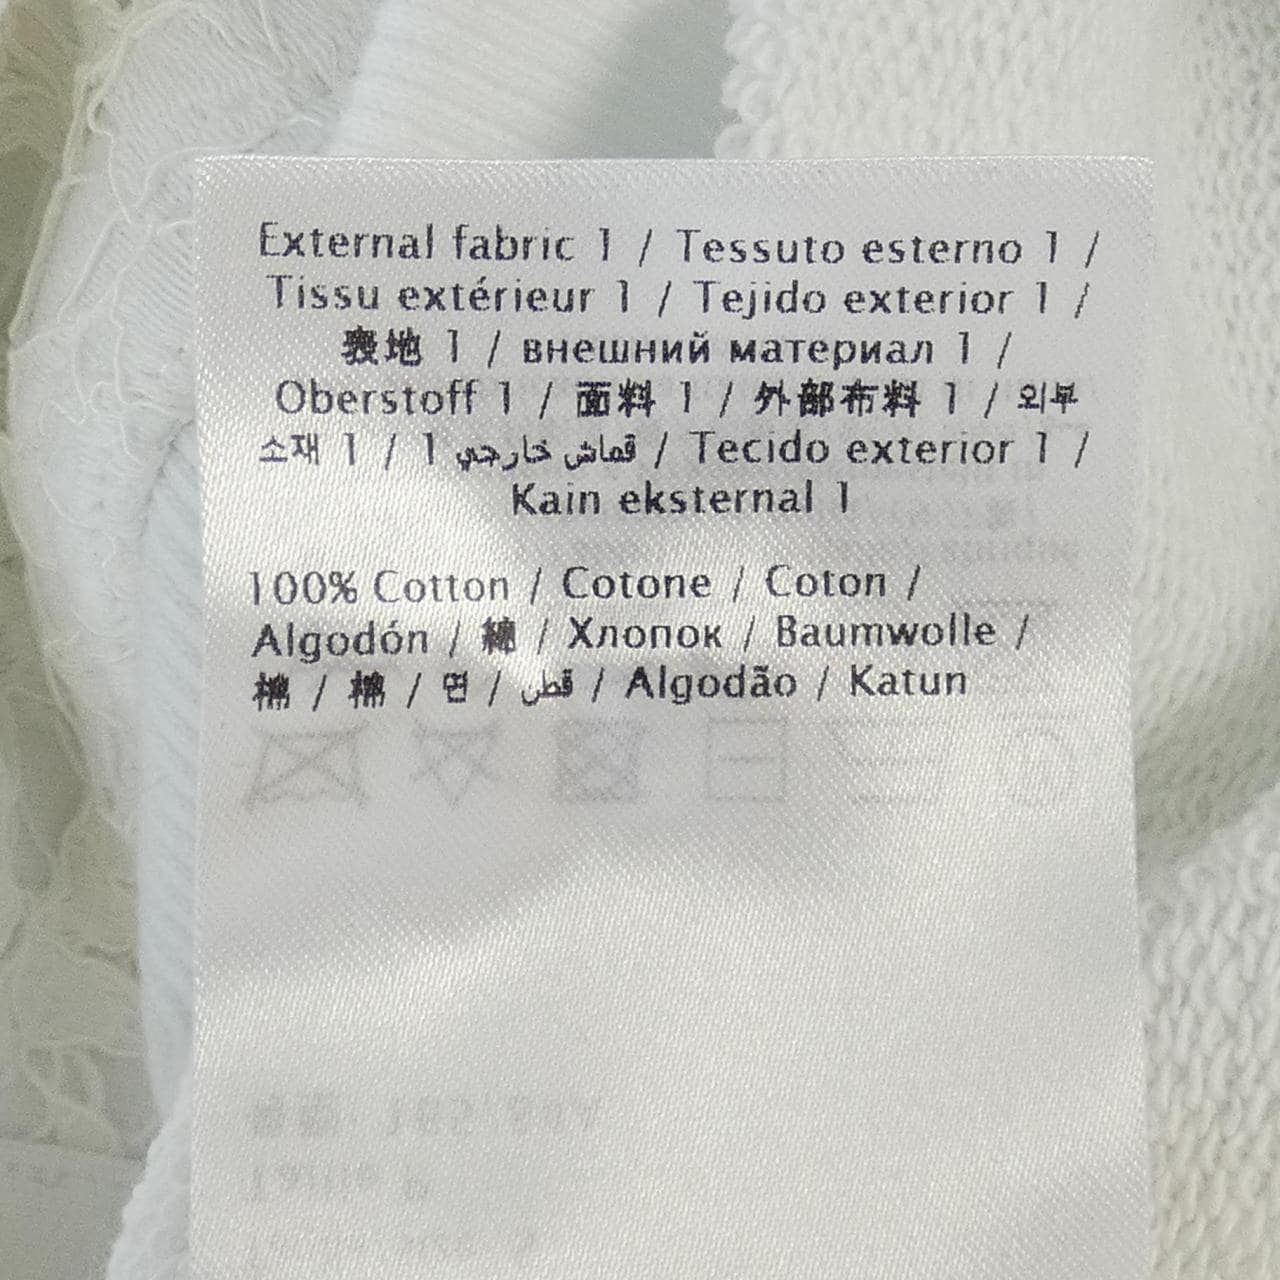 External fabric 1 / Tessuto esterno 1 /
Tissu extérieur 1 / Tejido exterior 1 /
表地 1 / внешний материал 1 /
Oberstoff 1 / 面料 1 / 外部布料 1 / 외부
소재 1 / 1 قماش خارجي / Tecido exterior 1 /
Kain eksternal 1
100% Cotton / Cotone / Coton /
Algodón / 綿 / Хлопок / Baumwolle /
棉 / 棉 / 면 / قطن / Algodão / Katun